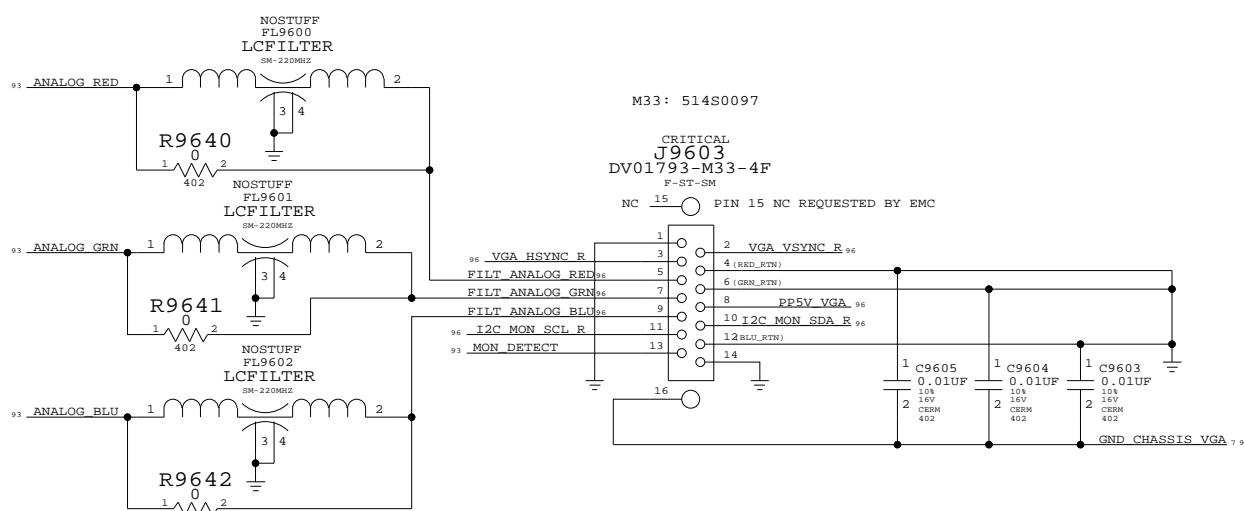 NOSTUFF
FL9600
LCFILTER
SM-220MHZ
93 ANALOG_RED
1
2
3 4
R9640
0
1 2
402
NOSTUFF
FL9601
LCFILTER
SM-220MHZ
93 ANALOG_GRN
1
2
3 4
R9641
0
1 2
402
NOSTUFF
FL9602
LCFILTER
SM-220MHZ
93 ANALOG_BLU
1
2
3 4
R9642
0
1 2
M33: 514S0097
CRITICAL
J9603
DV01793-M33-4F
F-ST-SM
NC 15 PIN 15 NC REQUESTED BY EMC
1
2 VGA_VSYNC_R 96
96 VGA_HSYNC_R 3
4 (RED_RTN)
FILT_ANALOG_RED 96 5
6 (GRN_RTN)
FILT_ANALOG_GRN 96 7
8 PP5V_VGA 96
FILT_ANALOG_BLU 96 9
10 I2C_MON_SDA_R 96
96 I2C_MON_SCL_R 11
12 (BLU_RTN)
93 MON_DETECT 13
14
16
1 C9605
0.01UF
10%
16V
2 CERM
402
1 C9604
0.01UF
10%
16V
2 CERM
402
1 C9603
0.01UF
10%
16V
2 CERM
402
GND_CHASSIS_VGA 7 9